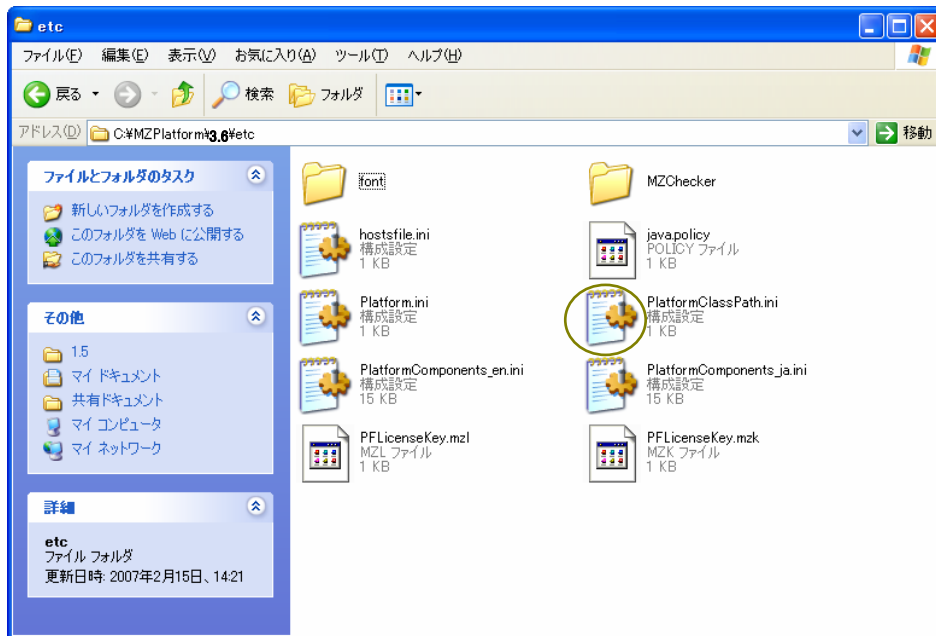 etc
ファイル(F) 編集(E) 表示(V) お気に入り(A) ツール(T) ヘルプ(H)
戻る 検索 フォルダ
アドレス(D) C:¥MZPlatform¥3.6¥etc 移動
ファイルとフォルダのタスク
新しいフォルダを作成する
このフォルダを Web に公開する
このフォルダを共有する
その他
1.5
マイ ドキュメント
共有ドキュメント
マイ コンピュータ
マイ ネットワーク
詳細
etc
ファイル フォルダ
更新日時: 2007年2月15日、14:21
font
MZChecker
hostsfile.ini
構成設定
1 KB
java.policy
POLICY ファイル
1 KB
Platform.ini
構成設定
1 KB
PlatformClassPath.ini
構成設定
1 KB
PlatformComponents_en.ini
構成設定
15 KB
PlatformComponents_ja.ini
構成設定
15 KB
PFLicenseKey.mzl
MZL ファイル
1 KB
PFLicenseKey.mzk
MZK ファイル
1 KB